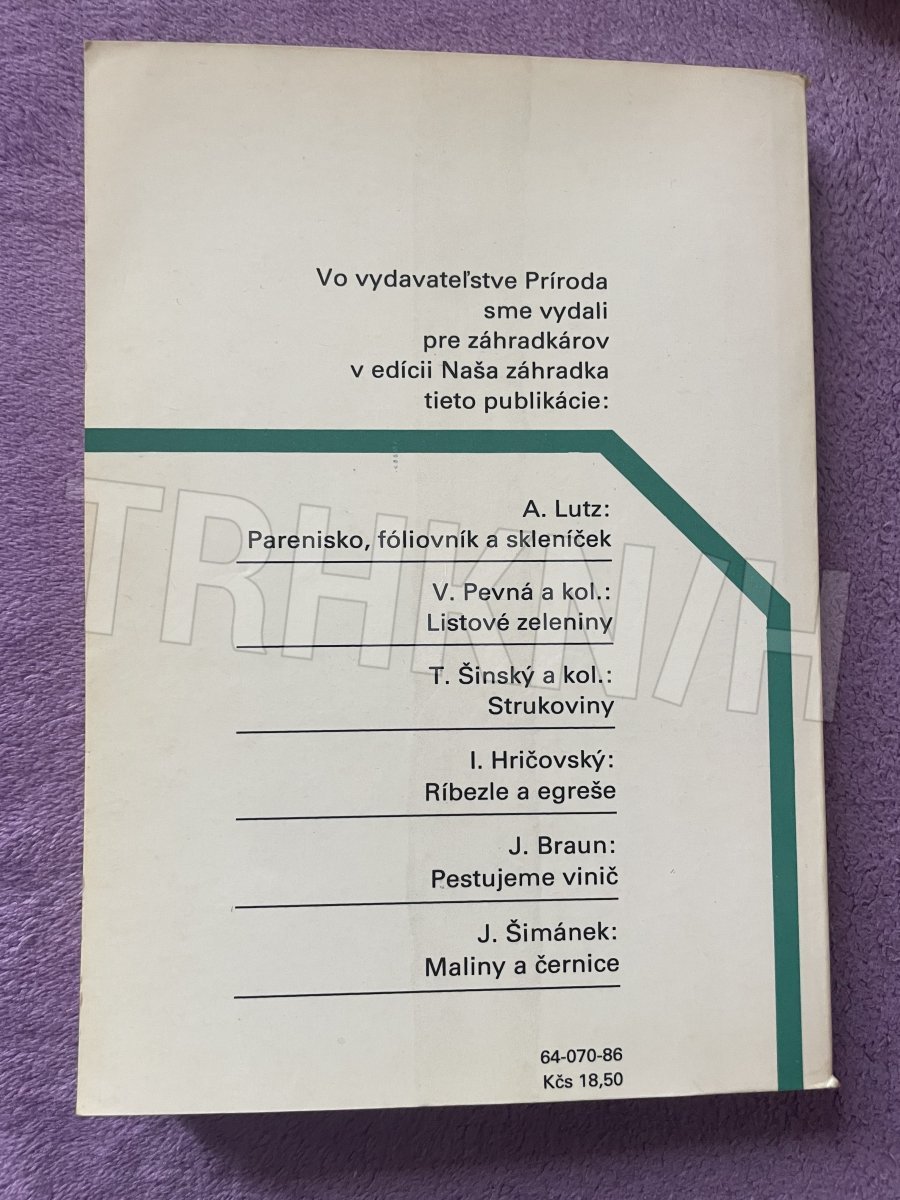 Vo vydavateľstve Príroda
sme vydali
pre záhradkárov
v edícii Naša záhradka
tieto publikácie:
A. Lutz:
Parenisko, fóliovník a skleníček
V. Pevná a kol.:
Listové zeleniny
T. Šinský a kol.:
Strukoviny
I. Hričovský:
Ríbezle a egreše
J. Braun:
Pestujeme vinič
J. Šimánek:
Maliny a černice
64-070-86
Kčs 18,50
TRHKN/H